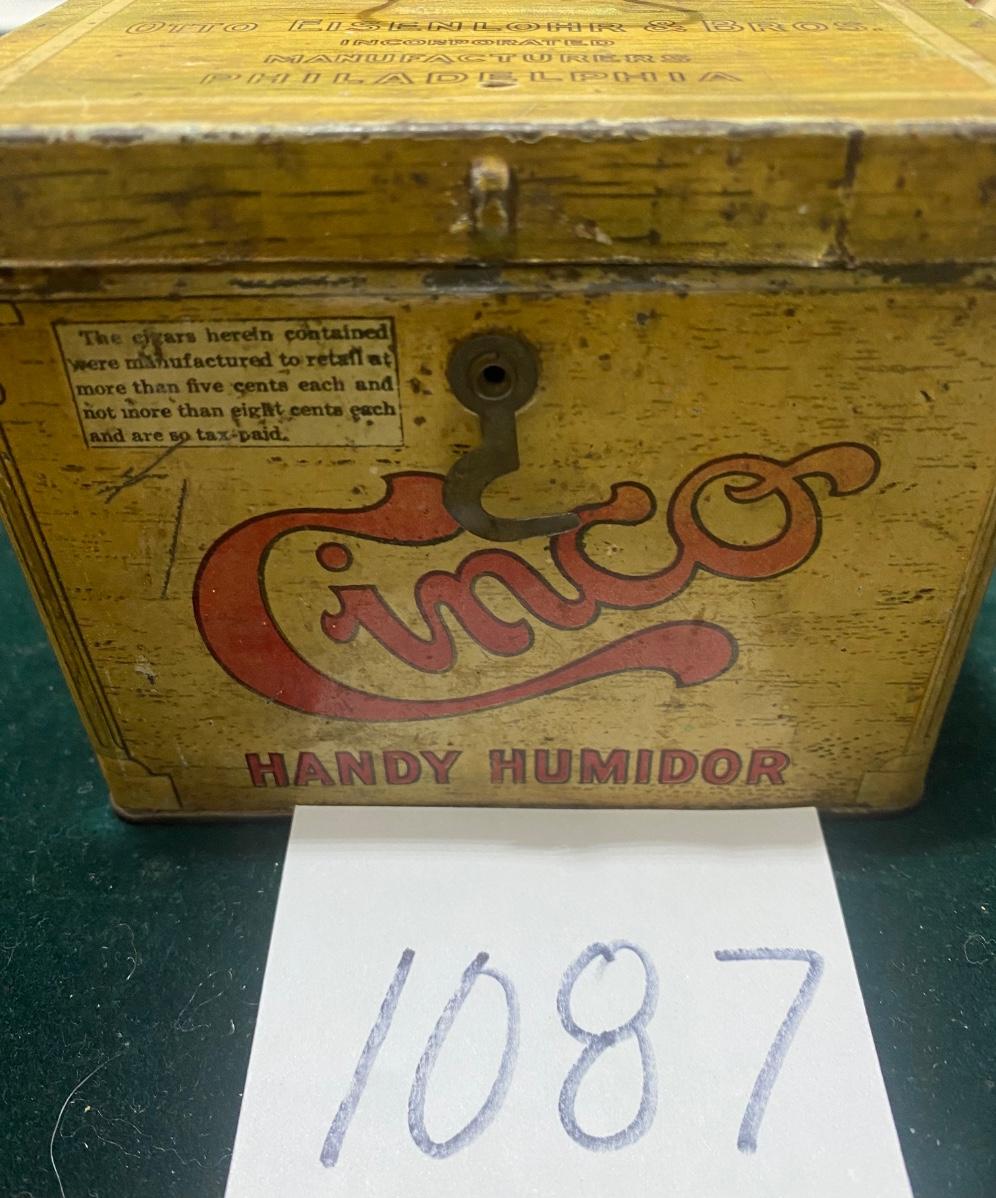 OTTO EISENLOHR & BROS.
INCORPORATED
MANUFACTURERS
PHILADELPHIA
The cigars herein contained
were manufactured to retail at
more than five cents each and
not more than eight cents each
and are so tax-paid.
Cinco
HANDY HUMIDOR
1087